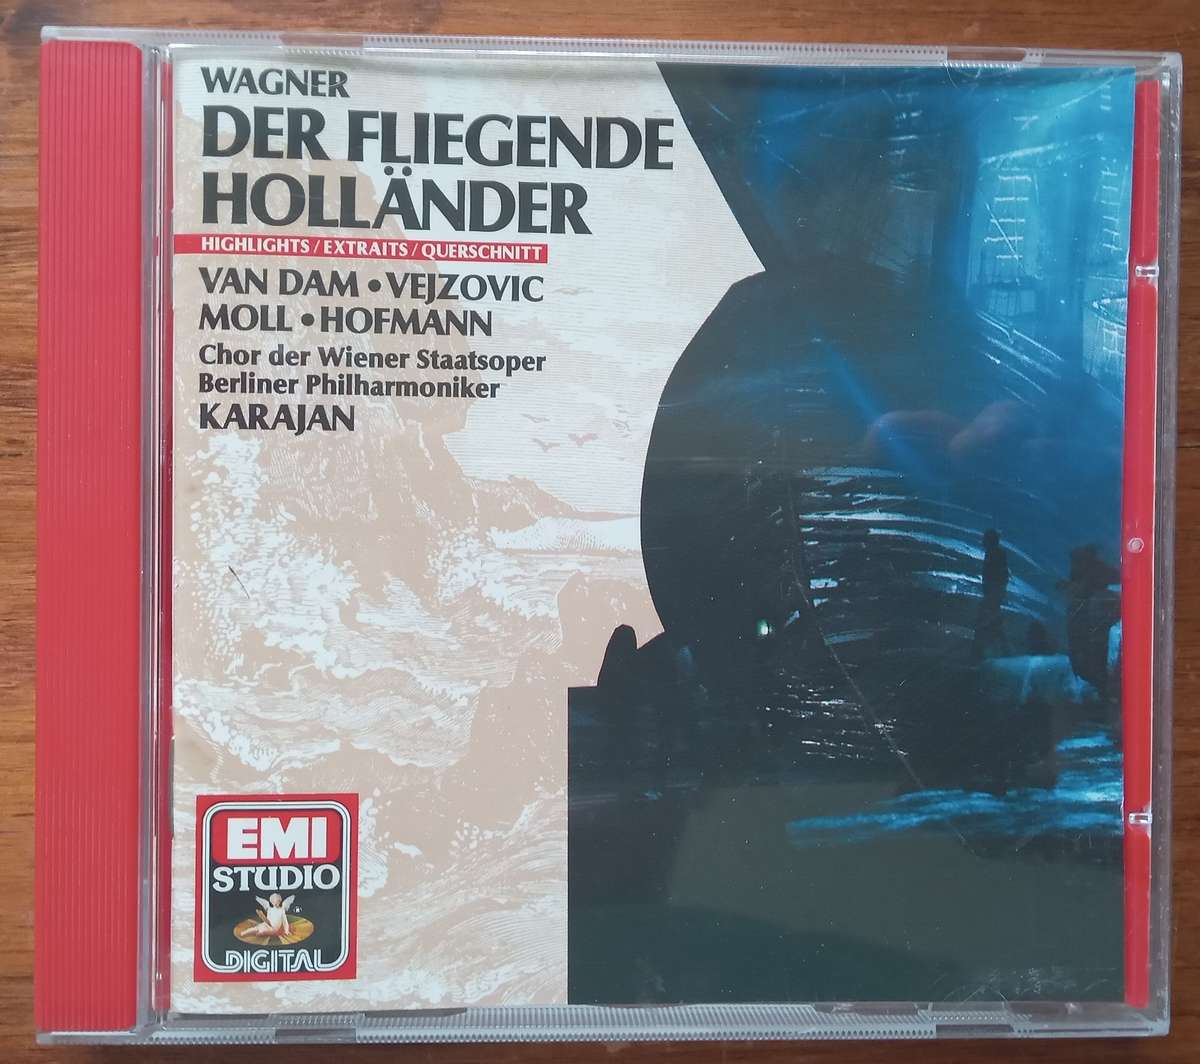 WAGNER
DER FLIEGENDE
HOLLÄNDER
HIGHLIGHTS / EXTRAITS / QUERSCHNITT
VAN DAM • VEJZOVIC
MOLL • HOFMANN
Chor der Wiener Staatsoper
Berliner Philharmoniker
KARAJAN
EMI
STUDIO
DIGITAL